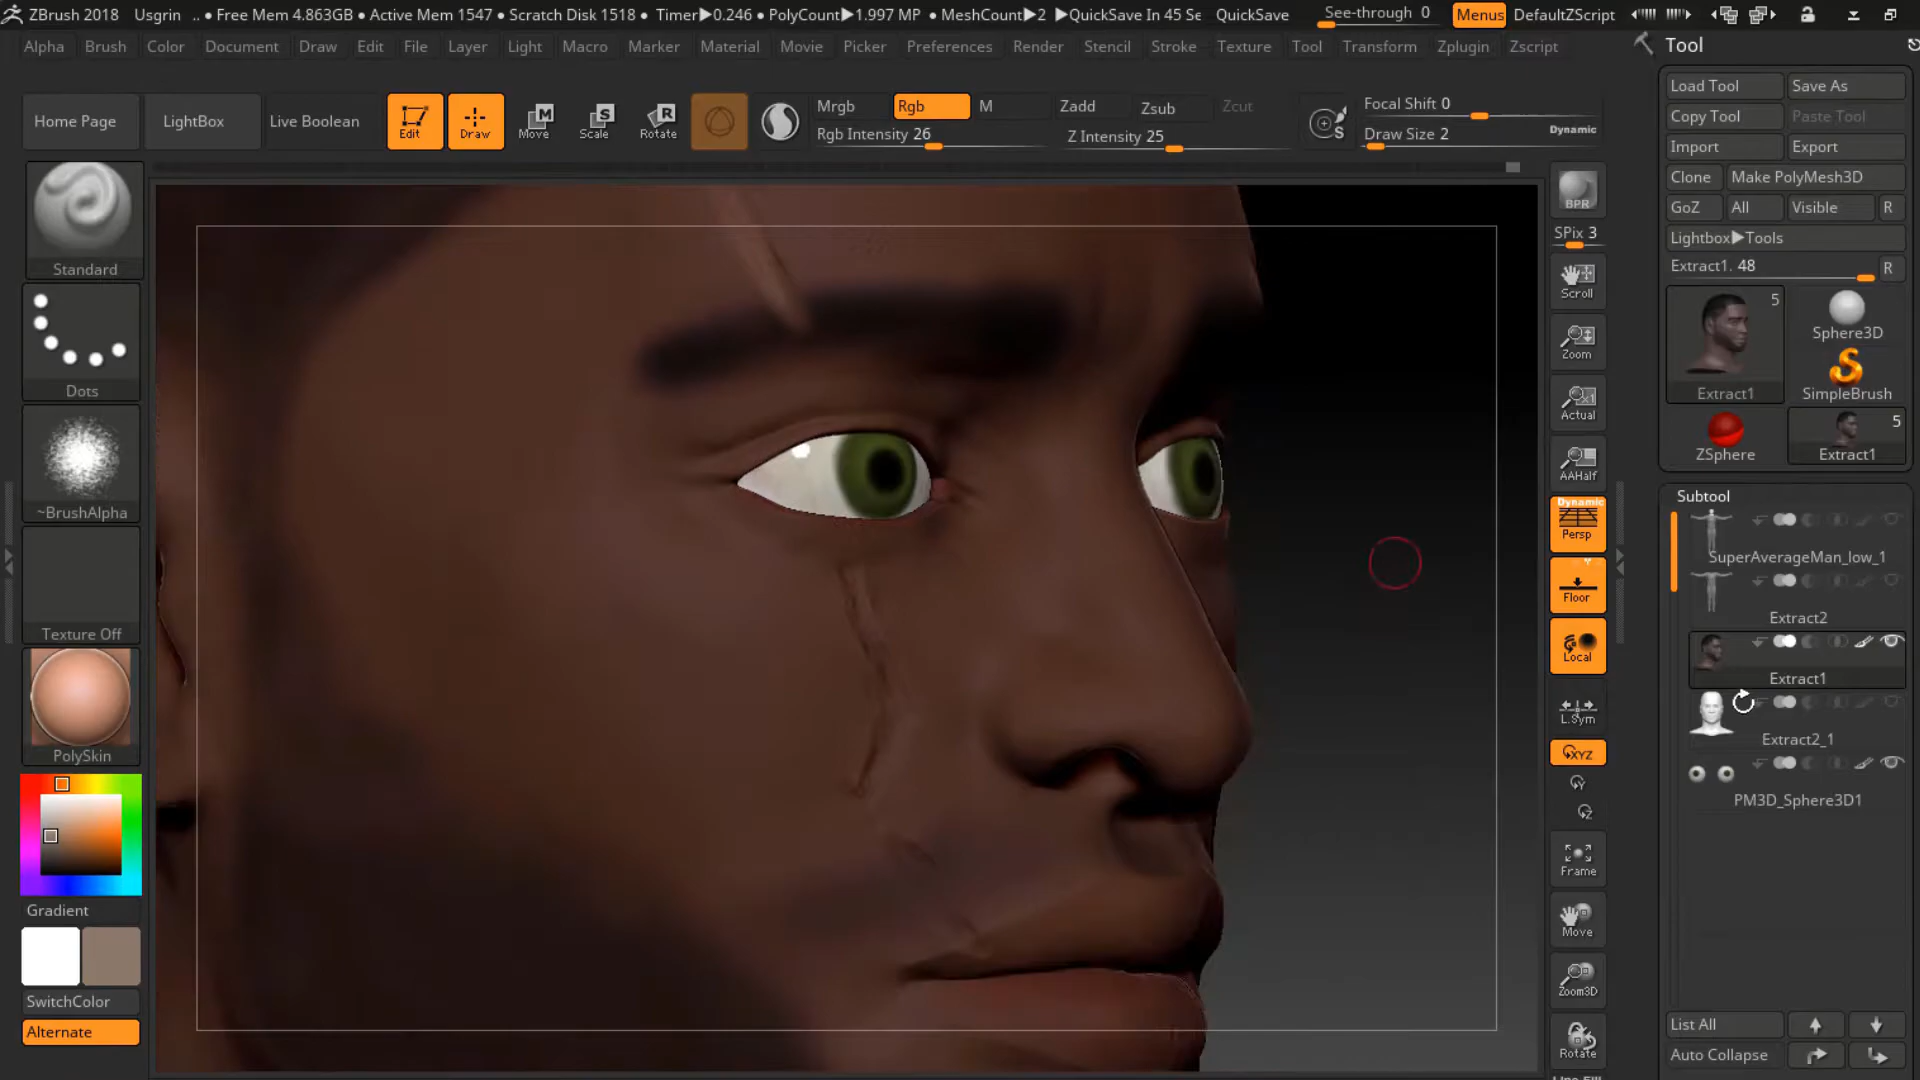 ZBrush 2018 Usgrin .. • Free Mem 4.863GB • Active Mem 1547 • Scratch Disk 1518 • Timer▶0.246 • PolyCount▶1.997 MP • MeshCount▶2 ▶QuickSave In 45 Se QuickSave See-through 0 Menus DefaultZScript
Alpha Brush Color Document Draw Edit File Layer Light Macro Marker Material Movie Picker Preferences Render Stencil Stroke Texture Tool Transform Zplugin Zscript
Home Page LightBox Live Boolean Edit Draw Move Scale Rotate
Mrgb Rgb M Zadd Zsub Zcut
Rgb Intensity 26 Z Intensity 25
S
Focal Shift 0
Draw Size 2 Dynamic
Standard
Dots
~BrushAlpha
Texture Off
PolySkin
Gradient
SwitchColor
Alternate
BPR
SPix 3
Scroll
Zoom
Actual
AAHalf
Dynamic
Persp
Floor
Local
L.Sym
XYZ
Y
Z
Frame
Move
Zoom3D
Rotate
Line Fill
Tool
Load Tool Save As
Copy Tool Paste Tool
Import Export
Clone Make PolyMesh3D
GoZ All Visible R
Lightbox▶Tools
Extract1. 48 R
5
Extract1
Sphere3D
SimpleBrush
ZSphere
5
Extract1
Subtool
SuperAverageMan_low_1
Extract2
Extract1
Extract2_1
PM3D_Sphere3D1
List All
Auto Collapse